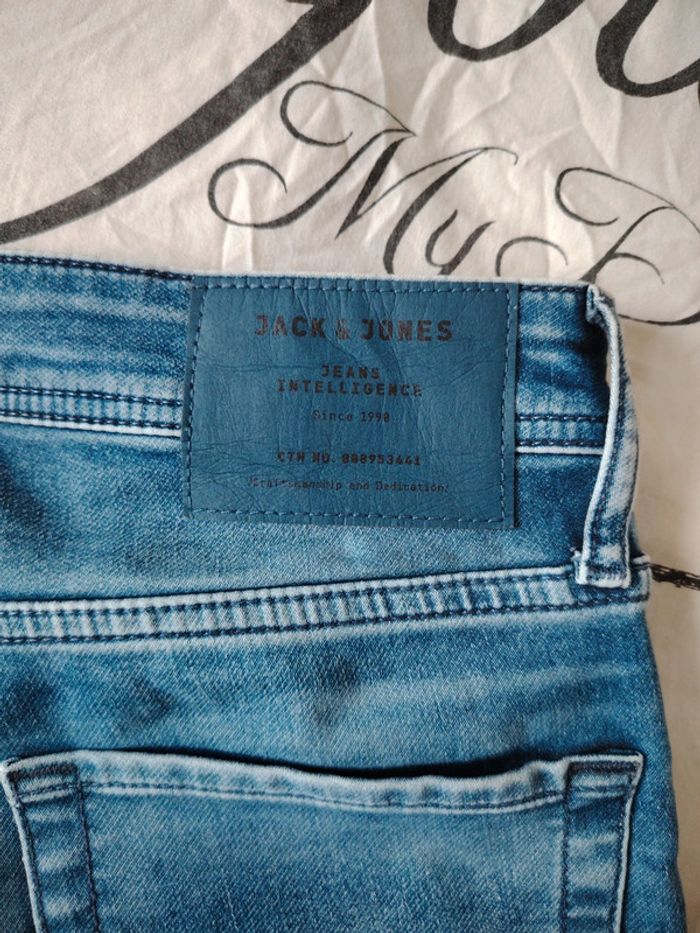 My
JACK & JONES
JEANS
INTELLIGENCE
Since 1990
CTN NO. 000953441
Craftsmanship and Dedication.